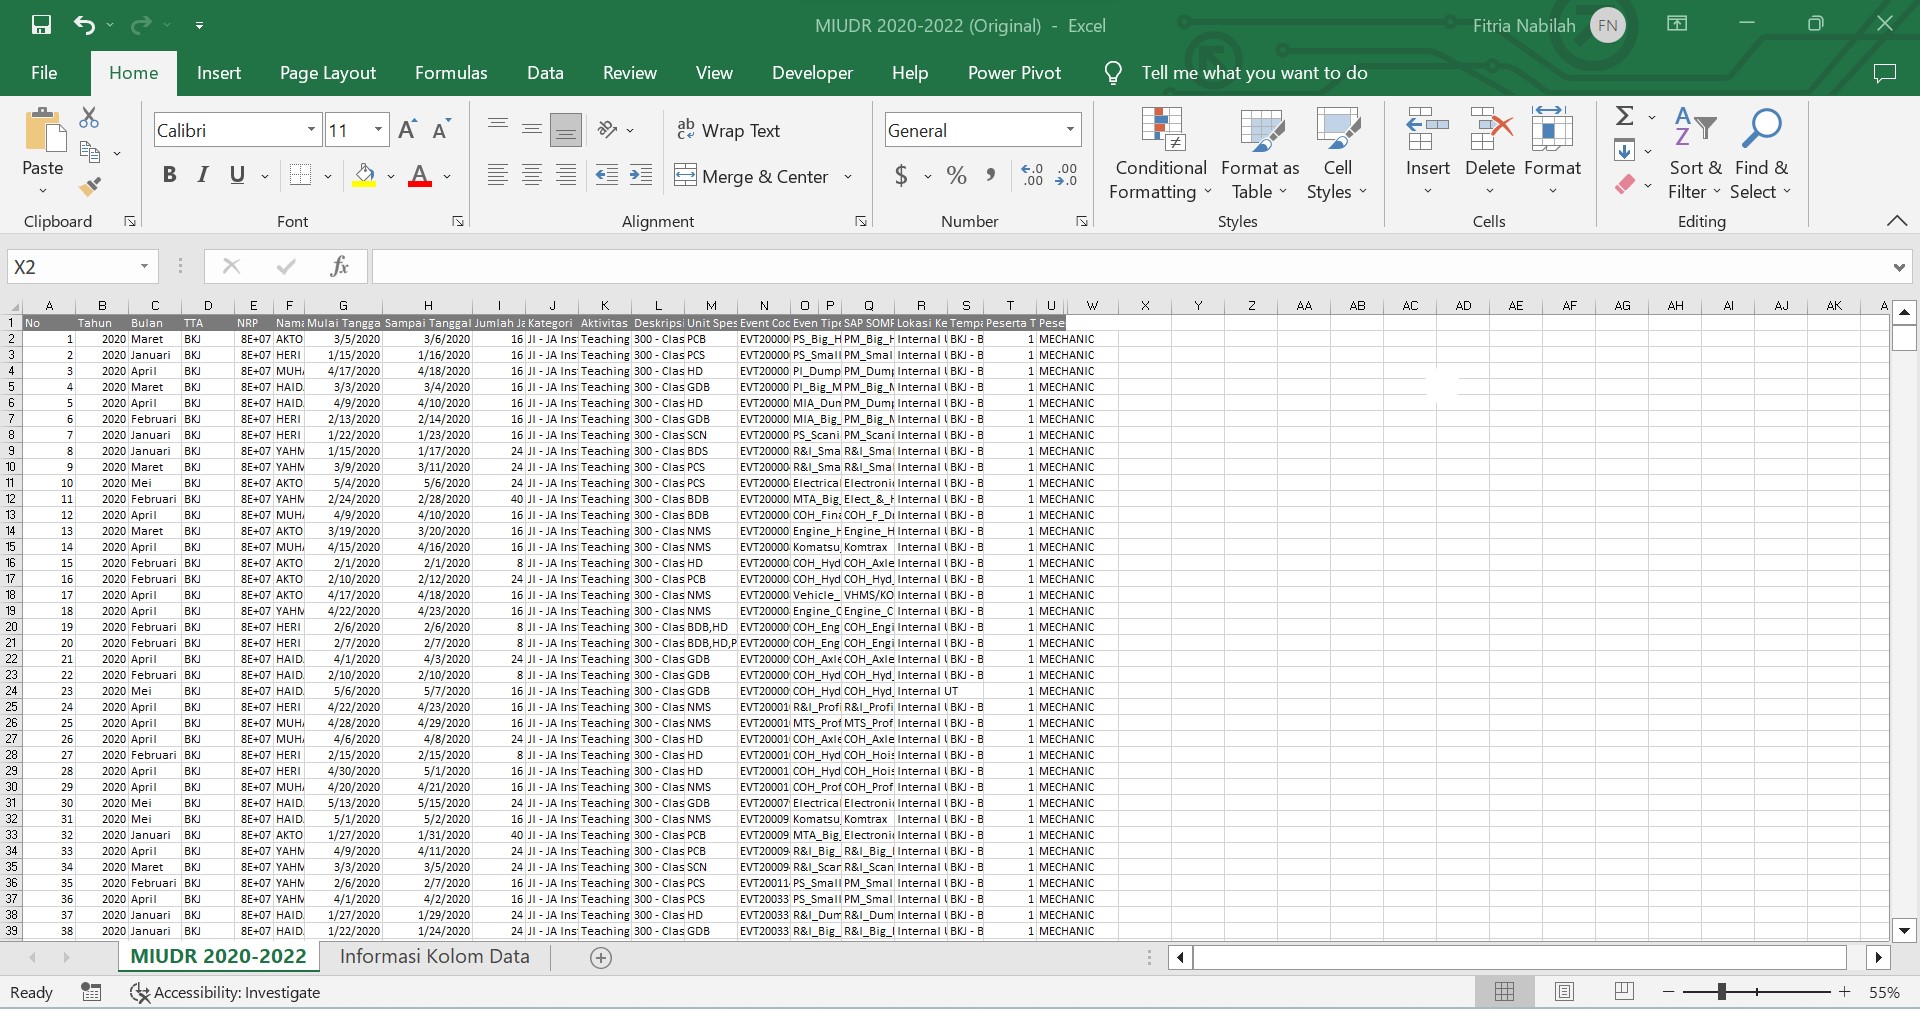 MIUDR 2020-2022 (Original) - Excel
Fitria Nabilah FN
File Home Insert Page Layout Formulas Data Review View Developer Help Power Pivot Tell me what you want to do
Calibri 11 Wrap Text General
Paste B I U A Merge & Center $ % Conditional Formatting Format as Table Cell Styles Insert Delete Format Sort & Filter Find & Select
Clipboard Font Alignment Number Styles Cells Editing
X2 fx
A B C D E F G H I J K L M N O P Q R S T U W X Y Z AA AB AC AD AE AF AG AH AI AJ AK A
1 No Tahun Bulan TTA NRP Nama Mulai Tangga Sampai Tanggal Jumlah Ja Kategori Aktivitas Deskripsi Unit Spes Event Cod Even Tipe SAP SOMP Lokasi Ke Tempa Peserta T Pese
2 1 2020 Maret BKJ 8E+07 AKTO 3/5/2020 3/6/2020 16 JI - JA Ins Teaching 300 - Clas PCB EVT20000 PS_Big_H PM_Big_H Internal U BKJ - B 1 MECHANIC
3 2 2020 Januari BKJ 8E+07 HERI 1/15/2020 1/16/2020 16 JI - JA Ins Teaching 300 - Clas PCS EVT20000 PS_Small PM_Smal Internal U BKJ - B 1 MECHANIC
4 3 2020 April BKJ 8E+07 MUHA 4/17/2020 4/18/2020 16 JI - JA Ins Teaching 300 - Clas HD EVT20000 PI_Dump PM_Dump Internal U BKJ - B 1 MECHANIC
5 4 2020 Maret BKJ 8E+07 HAID 3/3/2020 3/4/2020 16 JI - JA Ins Teaching 300 - Clas GDB EVT20000 PI_Big_M PM_Big_M Internal U BKJ - B 1 MECHANIC
6 5 2020 April BKJ 8E+07 HAID 4/9/2020 4/10/2020 16 JI - JA Ins Teaching 300 - Clas HD EVT20000 MIA_Dum PM_Dump Internal U BKJ - B 1 MECHANIC
7 6 2020 Februari BKJ 8E+07 HERI 2/13/2020 2/14/2020 16 JI - JA Ins Teaching 300 - Clas GDB EVT20000 MIA_Big_ PM_Big_M Internal U BKJ - B 1 MECHANIC
8 7 2020 Januari BKJ 8E+07 HERI 1/22/2020 1/23/2020 16 JI - JA Ins Teaching 300 - Clas SCN EVT20000 PS_Scani PM_Scani Internal U BKJ - B 1 MECHANIC
9 8 2020 Januari BKJ 8E+07 YAHM 1/15/2020 1/17/2020 24 JI - JA Ins Teaching 300 - Clas BDS EVT20000 R&I_Sma R&I_Smal Internal U BKJ - B 1 MECHANIC
10 9 2020 Maret BKJ 8E+07 YAHM 3/9/2020 3/11/2020 24 JI - JA Ins Teaching 300 - Clas PCS EVT20000 R&I_Sma R&I_Smal Internal U BKJ - B 1 MECHANIC
11 10 2020 Mei BKJ 8E+07 AKTO 5/4/2020 5/6/2020 24 JI - JA Ins Teaching 300 - Clas PCS EVT20000 Electrical Electronic Internal U BKJ - B 1 MECHANIC
12 11 2020 Februari BKJ 8E+07 YAHM 2/24/2020 2/28/2020 40 JI - JA Ins Teaching 300 - Clas BDB EVT20000 MTA_Big Elect_&_H Internal U BKJ - B 1 MECHANIC
13 12 2020 April BKJ 8E+07 MUHA 4/9/2020 4/10/2020 16 JI - JA Ins Teaching 300 - Clas BDB EVT20000 COH_Fina COH_F_Dr Internal U BKJ - B 1 MECHANIC
14 13 2020 Maret BKJ 8E+07 AKTO 3/19/2020 3/20/2020 16 JI - JA Ins Teaching 300 - Clas NMS EVT20000 Engine_H Engine_H Internal U BKJ - B 1 MECHANIC
15 14 2020 April BKJ 8E+07 MUHA 4/15/2020 4/16/2020 16 JI - JA Ins Teaching 300 - Clas NMS EVT20000 Komatsu_ Komtrax Internal U BKJ - B 1 MECHANIC
16 15 2020 Februari BKJ 8E+07 AKTO 2/1/2020 2/1/2020 8 JI - JA Ins Teaching 300 - Clas HD EVT20000 COH_Hyd COH_Axle Internal U BKJ - B 1 MECHANIC
17 16 2020 Februari BKJ 8E+07 AKTO 2/10/2020 2/12/2020 24 JI - JA Ins Teaching 300 - Clas PCB EVT20000 COH_Hyd COH_Hyd_ Internal U BKJ - B 1 MECHANIC
18 17 2020 April BKJ 8E+07 AKTO 4/17/2020 4/18/2020 16 JI - JA Ins Teaching 300 - Clas NMS EVT20000 Vehicle_ VHMS/KO Internal U BKJ - B 1 MECHANIC
19 18 2020 April BKJ 8E+07 YAHM 4/22/2020 4/23/2020 16 JI - JA Ins Teaching 300 - Clas NMS EVT20000 Engine_C Engine_C Internal U BKJ - B 1 MECHANIC
20 19 2020 Februari BKJ 8E+07 HERI 2/6/2020 2/6/2020 8 JI - JA Ins Teaching 300 - Clas BDB,HD EVT20000 COH_Eng COH_Engi Internal U BKJ - B 1 MECHANIC
21 20 2020 Februari BKJ 8E+07 HERI 2/7/2020 2/7/2020 8 JI - JA Ins Teaching 300 - Clas BDB,HD,P EVT20000 COH_Eng COH_Engi Internal U BKJ - B 1 MECHANIC
22 21 2020 April BKJ 8E+07 HAID 4/1/2020 4/3/2020 24 JI - JA Ins Teaching 300 - Clas GDB EVT20000 COH_Axle COH_Axle Internal U BKJ - B 1 MECHANIC
23 22 2020 Februari BKJ 8E+07 HAID 2/10/2020 2/10/2020 8 JI - JA Ins Teaching 300 - Clas GDB EVT20000 COH_Hyd COH_Hyd_ Internal U BKJ - B 1 MECHANIC
24 23 2020 Mei BKJ 8E+07 HAID 5/6/2020 5/7/2020 16 JI - JA Ins Teaching 300 - Clas GDB EVT20000 COH_Hyd COH_Hyd_ Internal UT 1 MECHANIC
25 24 2020 April BKJ 8E+07 HERI 4/22/2020 4/23/2020 16 JI - JA Ins Teaching 300 - Clas NMS EVT20001 R&I_Profi R&I_Profi Internal U BKJ - B 1 MECHANIC
26 25 2020 April BKJ 8E+07 MUHA 4/28/2020 4/29/2020 16 JI - JA Ins Teaching 300 - Clas NMS EVT20001 MTS_Prof MTS_Prof Internal U BKJ - B 1 MECHANIC
27 26 2020 April BKJ 8E+07 MUHA 4/6/2020 4/8/2020 24 JI - JA Ins Teaching 300 - Clas HD EVT20001 COH_Axle COH_Axle Internal U BKJ - B 1 MECHANIC
28 27 2020 Februari BKJ 8E+07 HERI 2/15/2020 2/15/2020 8 JI - JA Ins Teaching 300 - Clas HD EVT20001 COH_Hyd COH_Hois Internal U BKJ - B 1 MECHANIC
29 28 2020 April BKJ 8E+07 HERI 4/30/2020 5/1/2020 16 JI - JA Ins Teaching 300 - Clas HD EVT20001 COH_Hyd COH_Hois Internal U BKJ - B 1 MECHANIC
30 29 2020 April BKJ 8E+07 MUHA 4/20/2020 4/21/2020 16 JI - JA Ins Teaching 300 - Clas NMS EVT20001 COH_Prof COH_Prof Internal U BKJ - B 1 MECHANIC
31 30 2020 Mei BKJ 8E+07 HAID 5/13/2020 5/15/2020 24 JI - JA Ins Teaching 300 - Clas GDB EVT20007 Electrical Electronic Internal U BKJ - B 1 MECHANIC
32 31 2020 Mei BKJ 8E+07 HAID 5/1/2020 5/2/2020 16 JI - JA Ins Teaching 300 - Clas NMS EVT20009 Komatsu_ Komtrax Internal U BKJ - B 1 MECHANIC
33 32 2020 Januari BKJ 8E+07 AKTO 1/27/2020 1/31/2020 40 JI - JA Ins Teaching 300 - Clas PCB EVT20009 MTA_Big_ Electronic Internal U BKJ - B 1 MECHANIC
34 33 2020 April BKJ 8E+07 YAHM 4/9/2020 4/11/2020 24 JI - JA Ins Teaching 300 - Clas PCB EVT20009 R&I_Big_ R&I_Big_ Internal U BKJ - B 1 MECHANIC
35 34 2020 Maret BKJ 8E+07 YAHM 3/3/2020 3/5/2020 24 JI - JA Ins Teaching 300 - Clas SCN EVT20009 R&I_Scan R&I_Scan Internal U BKJ - B 1 MECHANIC
36 35 2020 Februari BKJ 8E+07 YAHM 2/6/2020 2/7/2020 16 JI - JA Ins Teaching 300 - Clas PCS EVT20011 PS_Small PM_Smal Internal U BKJ - B 1 MECHANIC
37 36 2020 April BKJ 8E+07 YAHM 4/1/2020 4/2/2020 16 JI - JA Ins Teaching 300 - Clas PCS EVT20033 PS_Small PM_Smal Internal U BKJ - B 1 MECHANIC
38 37 2020 Januari BKJ 8E+07 HAID 1/27/2020 1/29/2020 24 JI - JA Ins Teaching 300 - Clas HD EVT20033 R&I_Dum R&I_Dum Internal U BKJ - B 1 MECHANIC
39 38 2020 Januari BKJ 8E+07 HAID 1/22/2020 1/24/2020 24 JI - JA Ins Teaching 300 - Clas GDB EVT20033 R&I_Big_ R&I_Big_ Internal U BKJ - B 1 MECHANIC
MIUDR 2020-2022 Informasi Kolom Data
Ready Accessibility: Investigate 55%